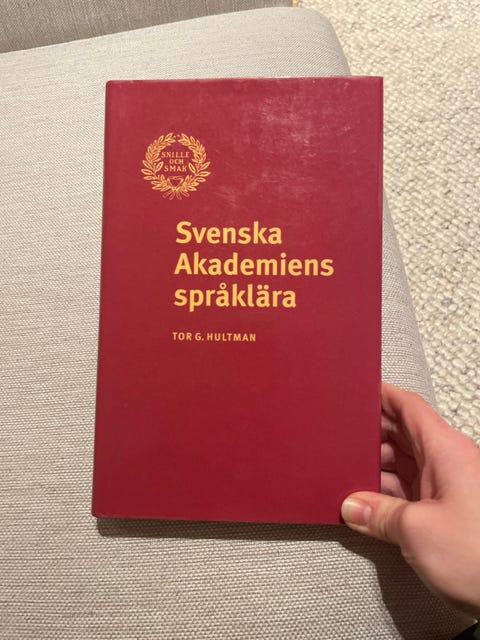 SNILLE
OCH
SMAK
Svenska
Akademiens
språklära
TOR G. HULTMAN